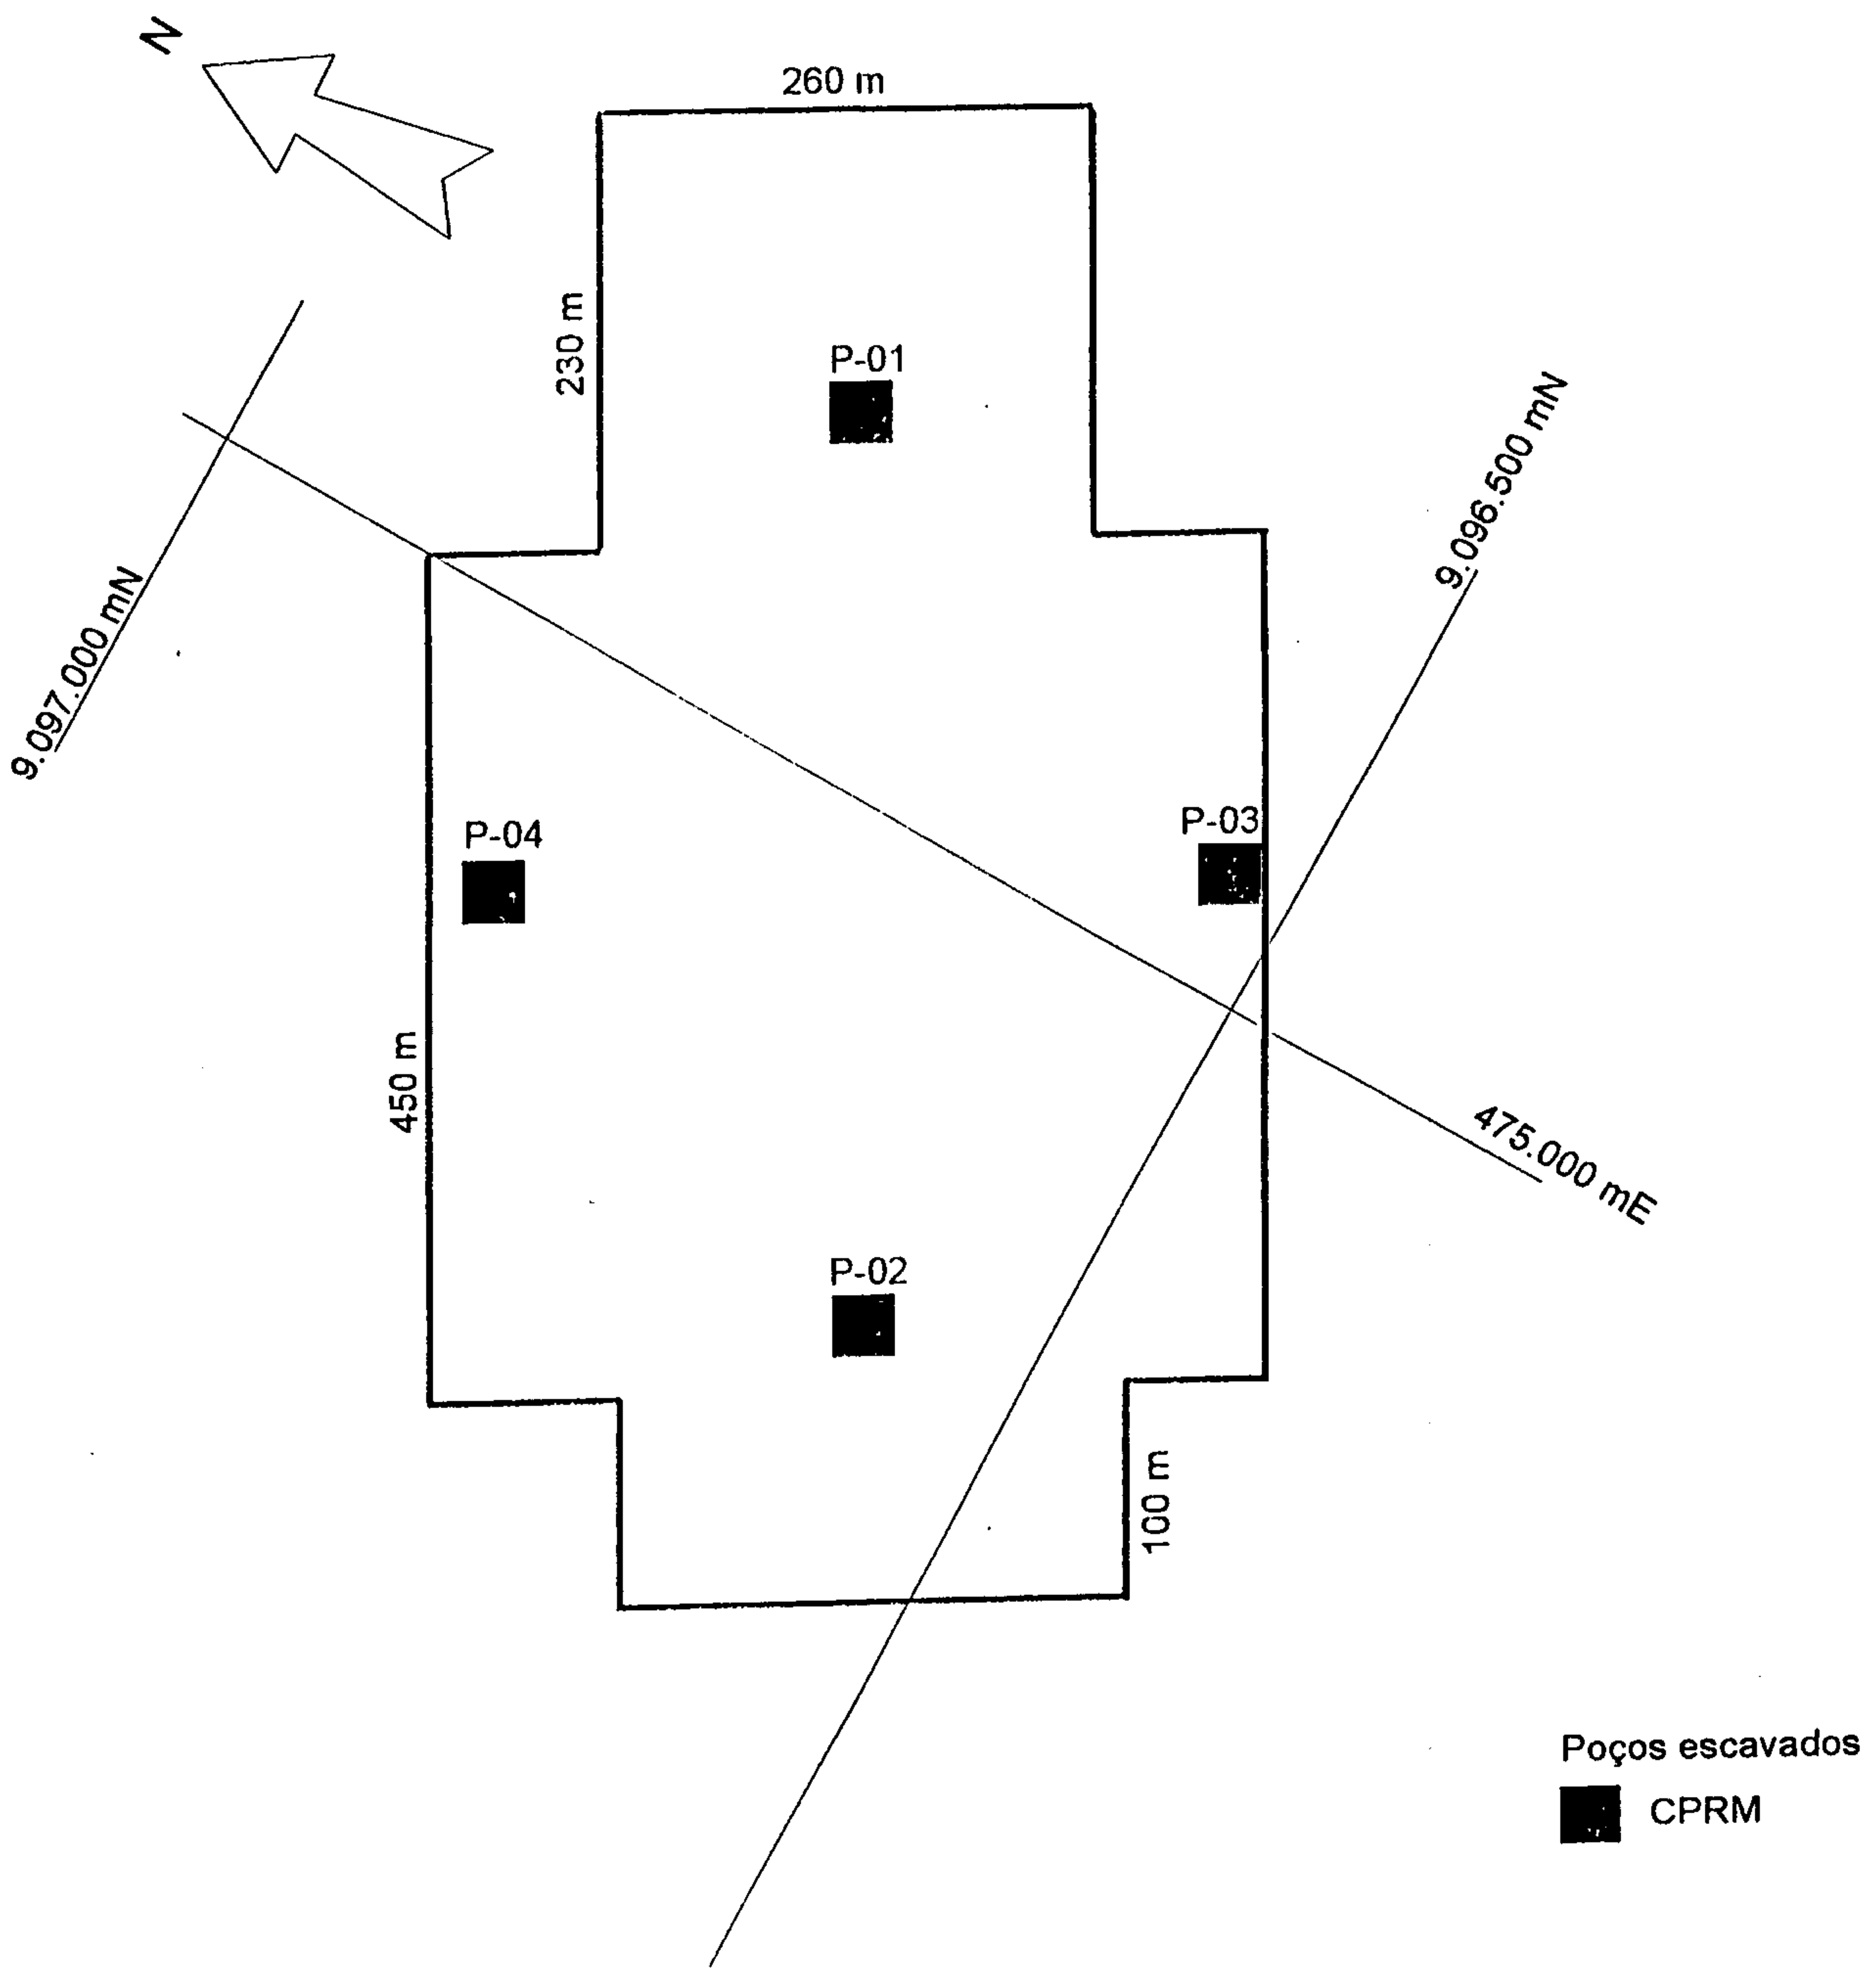 N
260 m
230 m
P-01
9.096.500 mN
9.097.000 mN
P-04
P-03
450 m
475.000 mE
P-02
100 m
Poços escavados
CPRM